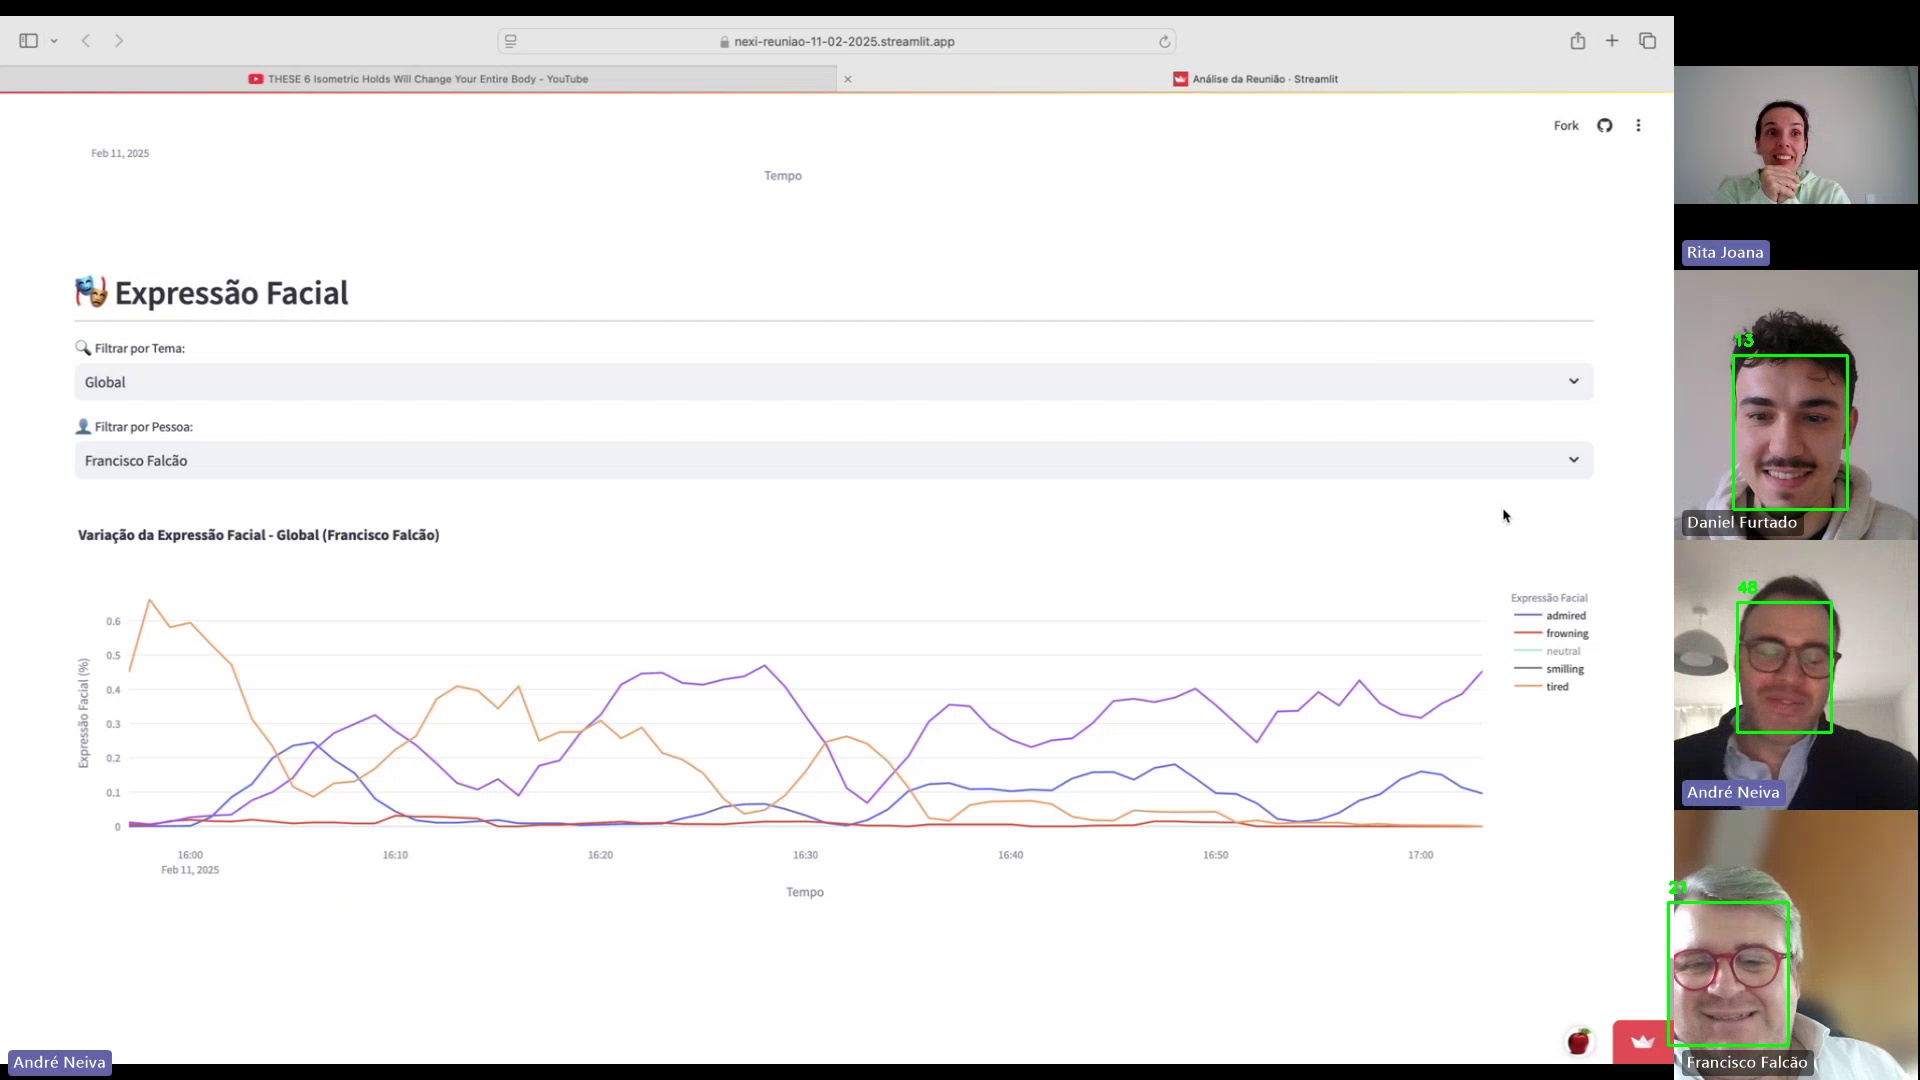 nexi-reuniao-11-02-2025.streamlit.app
THESE 6 Isometric Holds Will Change Your Entire Body - YouTube
Análise da Reunião · Streamlit
Fork
Feb 11, 2025
Tempo
Expressão Facial
Filtrar por Tema:
Global
Filtrar por Pessoa:
Francisco Falcão
Variação da Expressão Facial - Global (Francisco Falcão)
Expressão Facial (%)
0.6
0.5
0.4
0.3
0.2
0.1
0
16:00
16:10
16:20
16:30
16:40
16:50
17:00
Feb 11, 2025
Tempo
Expressão Facial
admired
frowning
neutral
smilling
tired
André Neiva
Rita Joana
13
Daniel Furtado
48
André Neiva
21
Francisco Falcão